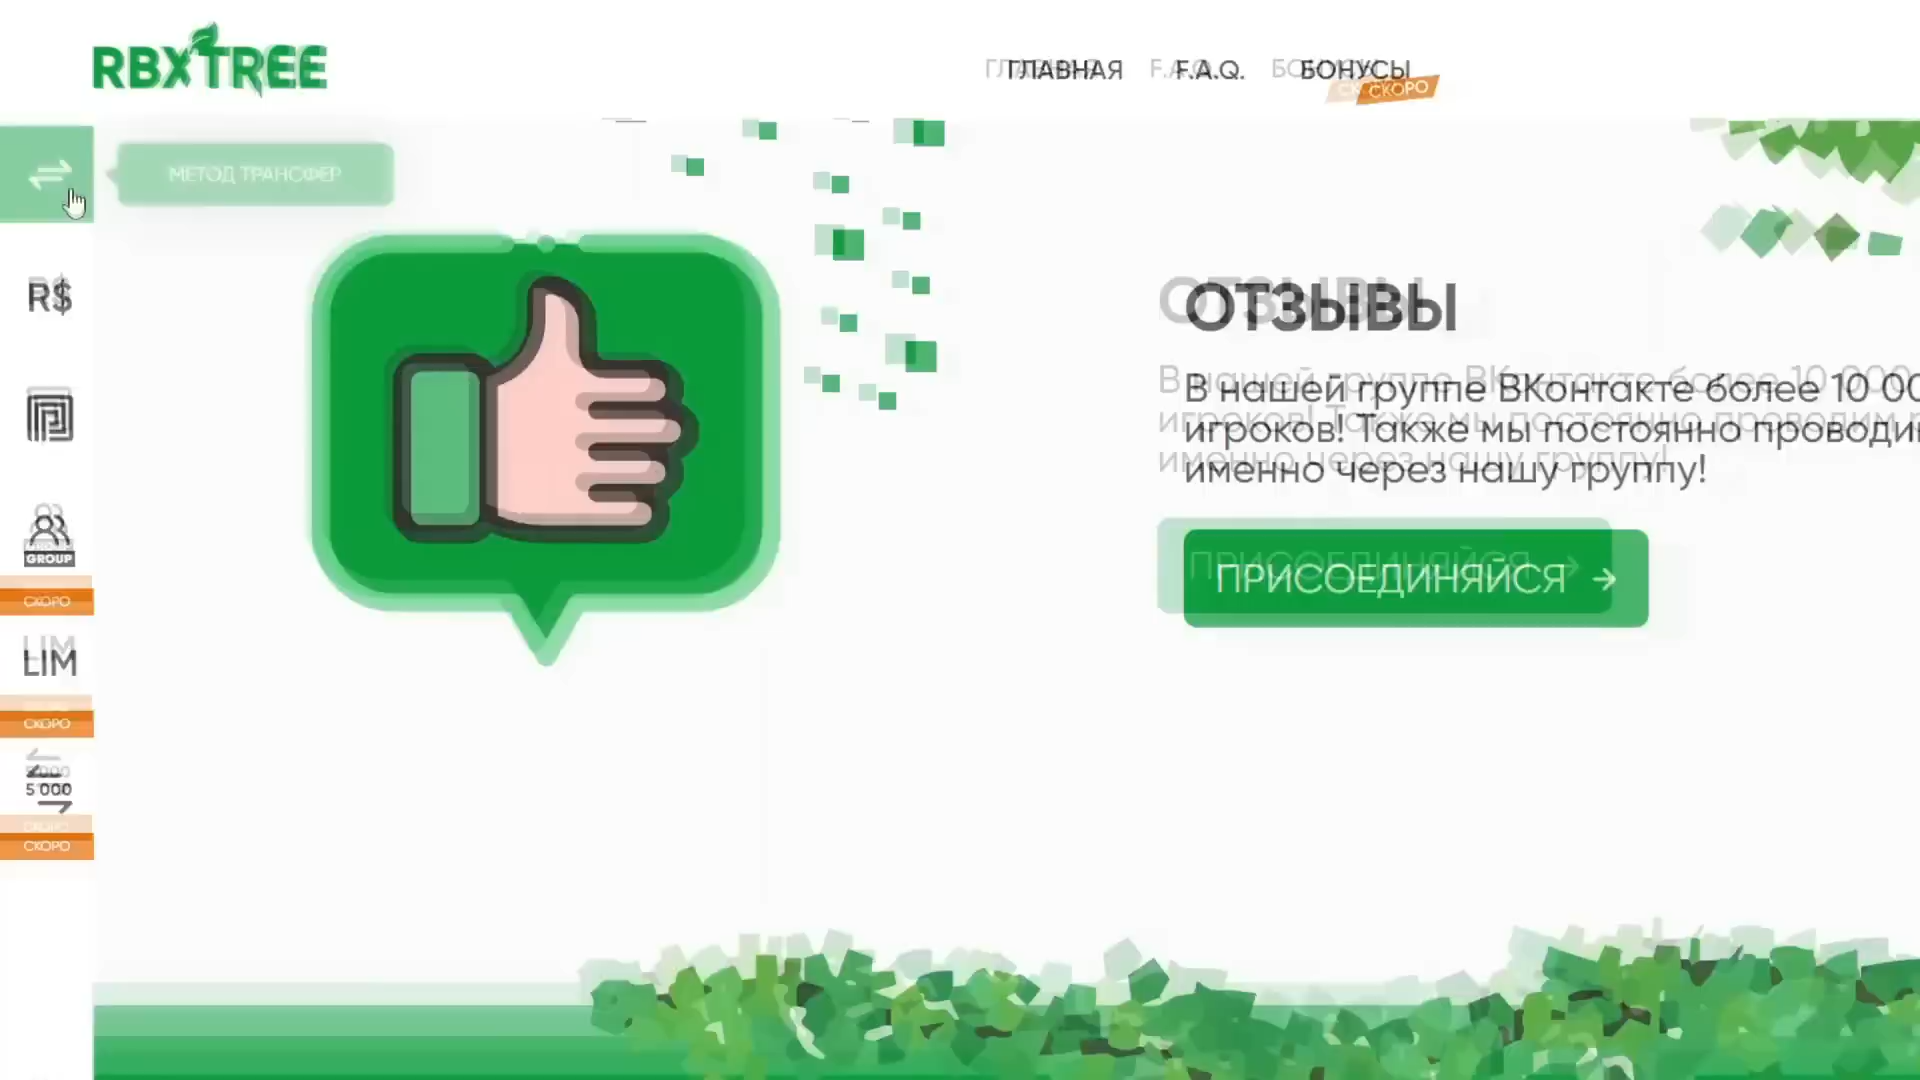 RBXTREE
ГЛАВНАЯ F.A.Q. БОНУСЫ
СКОРО
МЕТОД ТРАНСФЕР
R$
GROUP
СКОРО
LIM
СКОРО
5'000
СКОРО
ОТЗЫВЫ
В нашей группе ВКонтакте более 10 00
игроков! Также мы постоянно проводи
именно через нашу группу!
ПРИСОЕДИНЯЙСЯ →